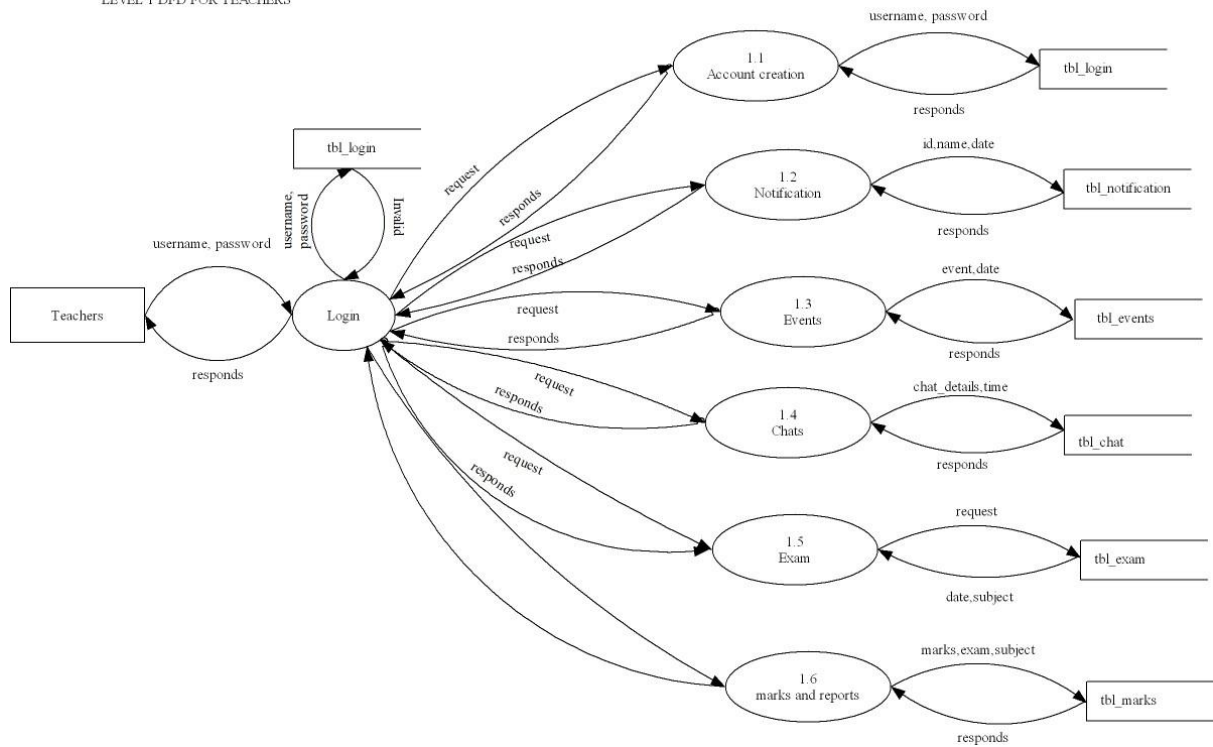 LEVEL 1 DFD FOR TEACHERS
username, password
1.1
Account creation
tbl_login
responds
tbl_login
request
id,name,date
1.2
Notification
tbl_notification
responds
username,
password
Invalid
responds
username, password
request
responds
event,date
Teachers
Login
request
1.3
Events
tbl_events
responds
responds
responds
request
chat_details,time
responds
1.4
Chats
tbl_chat
responds
request
responds
request
1.5
Exam
tbl_exam
date,subject
marks,exam,subject
1.6
marks and reports
tbl_marks
responds